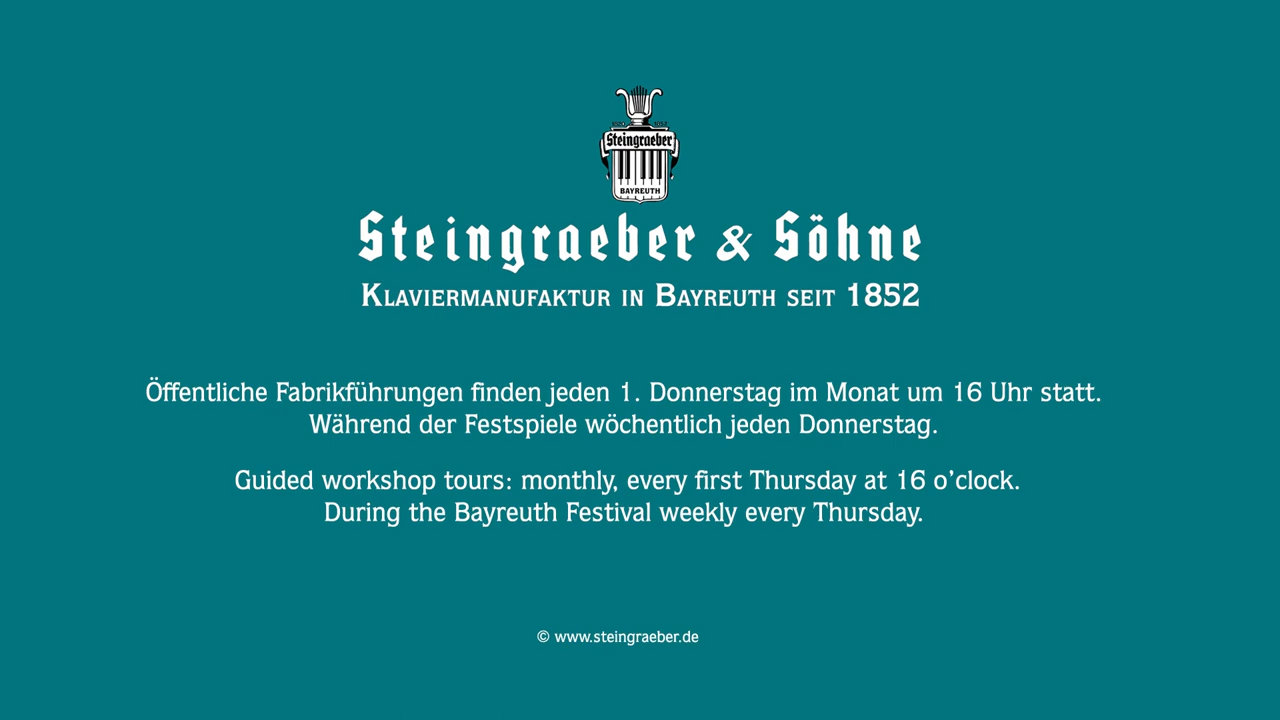 1820 1852
Steingraeber
BAYREUTH
Steingraeber & Söhne
KLAVIERMANUFAKTUR IN BAYREUTH SEIT 1852
Öffentliche Fabrikführungen finden jeden 1. Donnerstag im Monat um 16 Uhr statt.
Während der Festspiele wöchentlich jeden Donnerstag.
Guided workshop tours: monthly, every first Thursday at 16 o’clock.
During the Bayreuth Festival weekly every Thursday.
© www.steingraeber.de